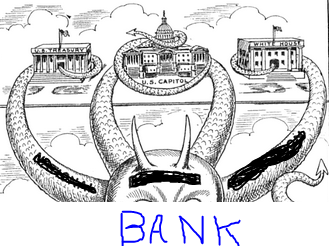 U.S. TREASURY
U.S. CAPITOL
WHITE HOUSE
BANK